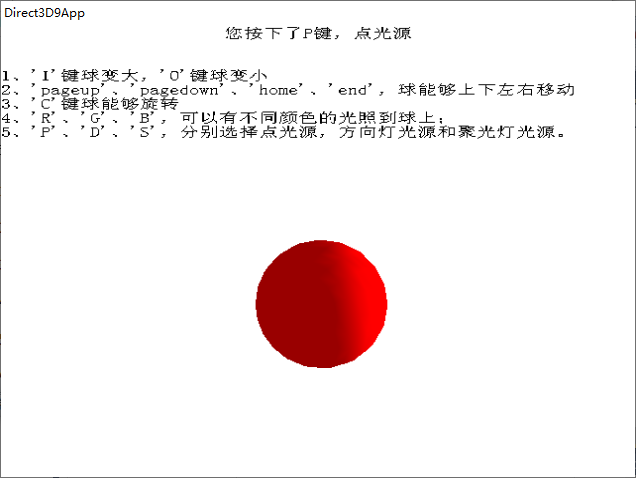 Direct3D9App
您按下了P键，点光源
1、'I'键球变大，'O'键球变小
2、'pageup'、'pagedown'、'home'、'end'，球能够上下左右移动
3、'C'键球能够旋转
4、'R'、'G'、'B'，可以有不同颜色的光照到球上；
5、'P'、'D'、'S'，分别选择点光源，方向灯光源和聚光灯光源。